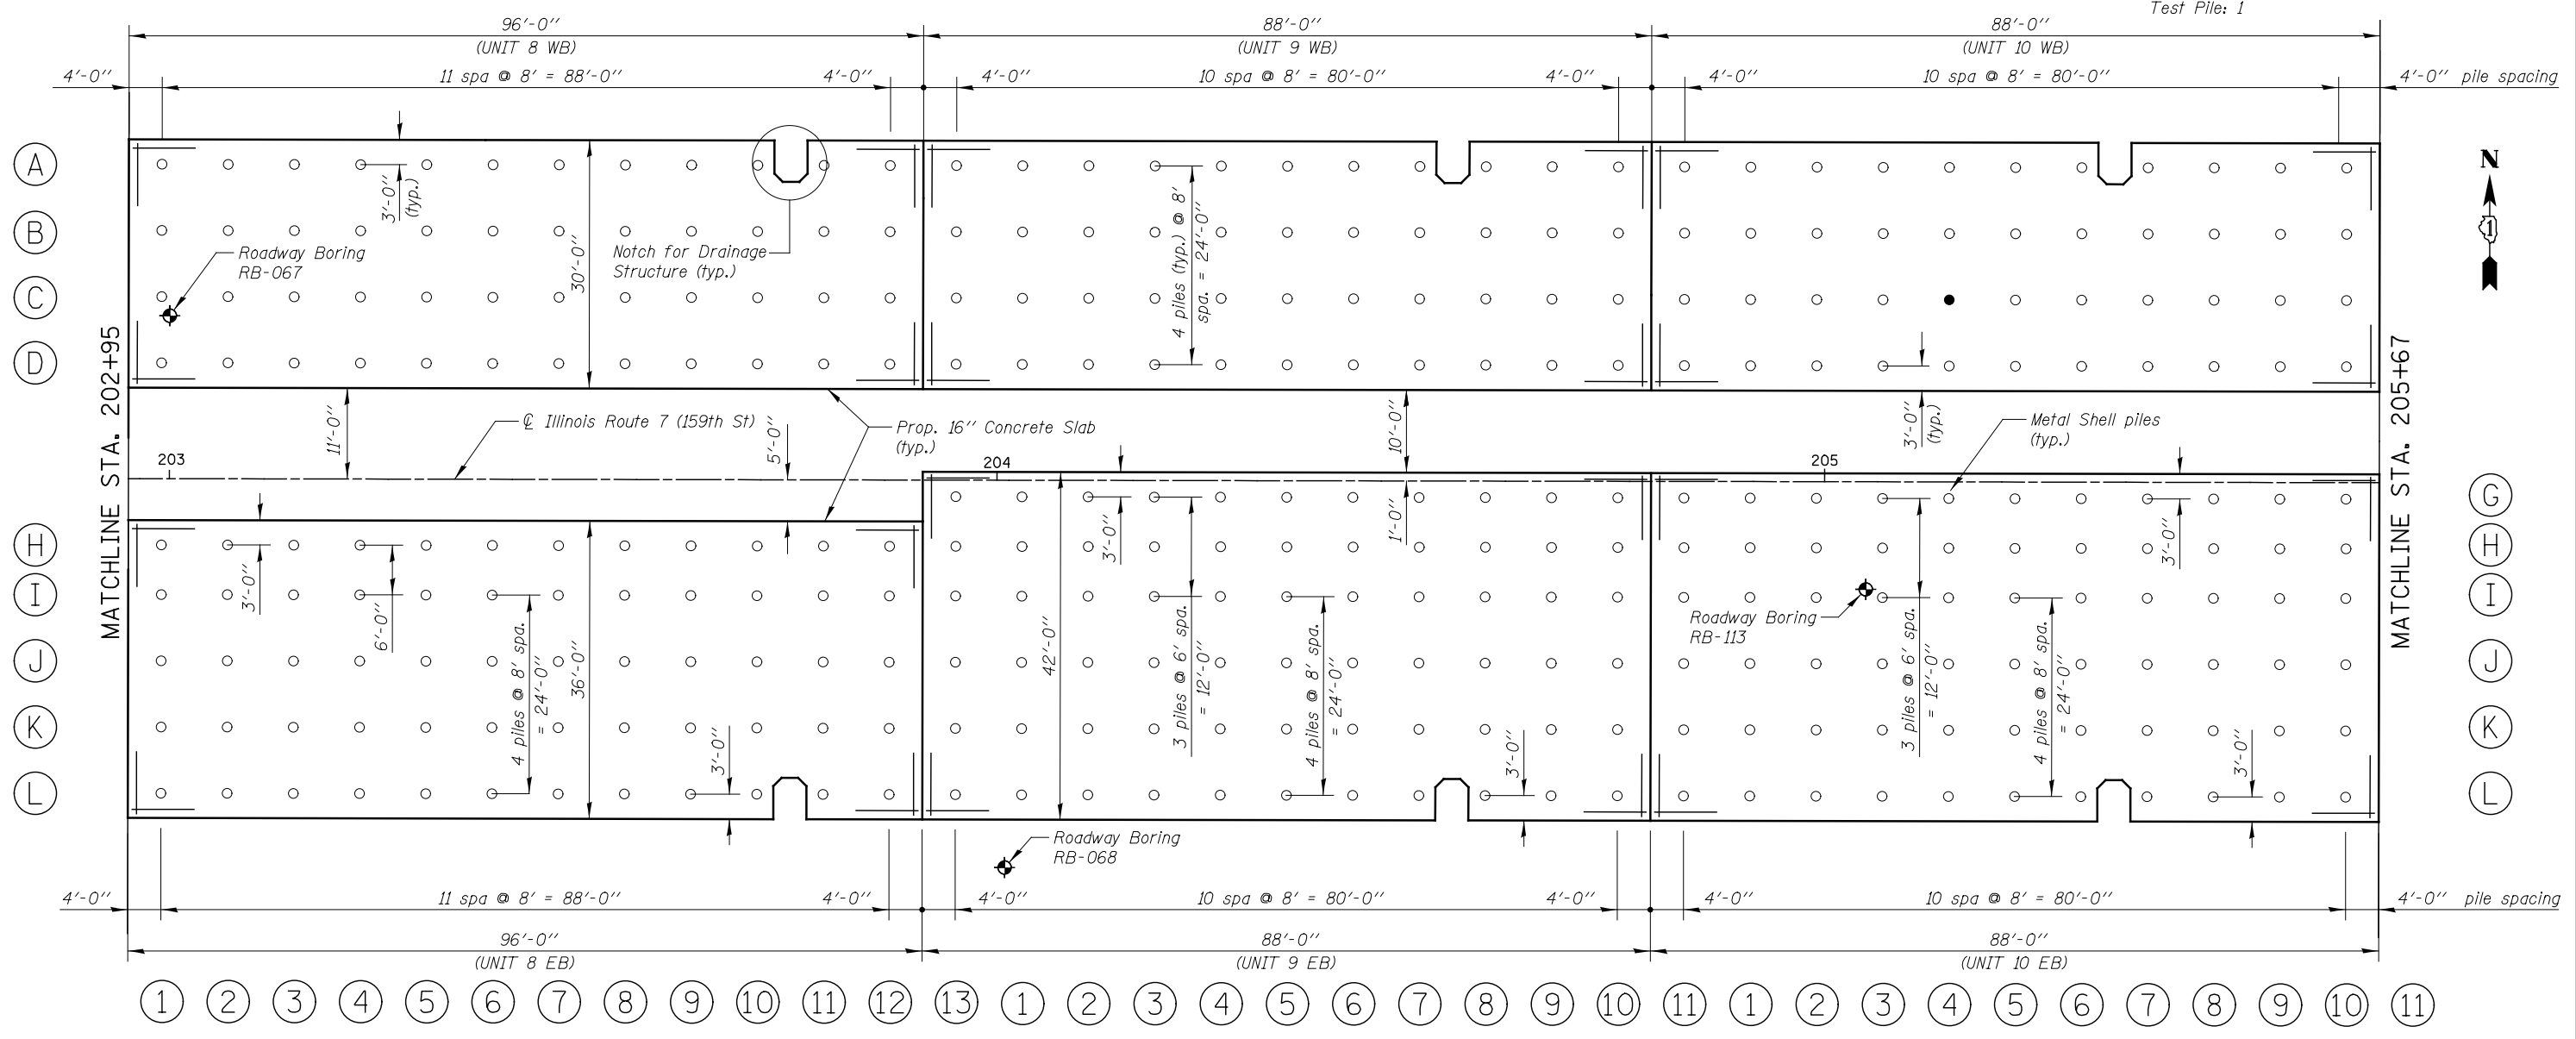 Test Pile: 1
96'-0"
88'-0"
88'-0"
(UNIT 8 WB)
(UNIT 9 WB)
(UNIT 10 WB)
4'-0"
11 spa @ 8' = 88'-0"
4'-0"
4'-0"
10 spa @ 8' = 80'-0"
4'-0"
4'-0"
10 spa @ 8' = 80'-0"
4'-0" pile spacing
A
B
C
D
3'-0"
(typ.)
30'-0"
Roadway Boring
RB-067
Notch for Drainage
Structure (typ.)
4 piles (typ.) @ 8'
spa. = 24'-0"
N
1
MATCHLINE STA. 202+95
MATCHLINE STA. 205+67
11'-0"
℄ Illinois Route 7 (159th St)
5'-0"
Prop. 16" Concrete Slab
(typ.)
10'-0"
3'-0"
(typ.)
Metal Shell piles
(typ.)
203
204
205
1'-0"
G
H
H
I
I
J
J
K
K
L
L
3'-0"
6'-0"
4 piles @ 8' spa.
= 24'-0"
36'-0"
3'-0"
42'-0"
3'-0"
3 piles @ 6' spa.
= 12'-0"
4 piles @ 8' spa.
= 24'-0"
3'-0"
Roadway Boring
RB-113
3 piles @ 6' spa.
= 12'-0"
4 piles @ 8' spa.
= 24'-0"
3'-0"
3'-0"
Roadway Boring
RB-068
4'-0"
11 spa @ 8' = 88'-0"
4'-0"
4'-0"
10 spa @ 8' = 80'-0"
4'-0"
4'-0"
10 spa @ 8' = 80'-0"
4'-0" pile spacing
96'-0"
88'-0"
88'-0"
(UNIT 8 EB)
(UNIT 9 EB)
(UNIT 10 EB)
1 2 3 4 5 6 7 8 9 10 11 12 13 1 2 3 4 5 6 7 8 9 10 11 1 2 3 4 5 6 7 8 9 10 11